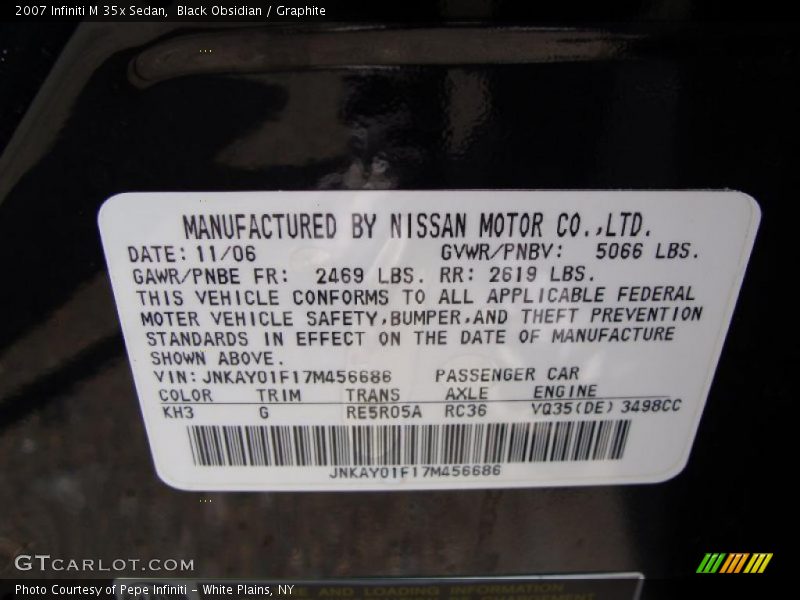 2007 Infiniti M 35x Sedan, Black Obsidian / Graphite
MANUFACTURED BY NISSAN MOTOR CO.,LTD.
DATE: 11/06 GVWR/PNBV: 5066 LBS.
GAWR/PNBE FR: 2469 LBS. RR: 2619 LBS.
THIS VEHICLE CONFORMS TO ALL APPLICABLE FEDERAL
MOTER VEHICLE SAFETY,BUMPER,AND THEFT PREVENTION
STANDARDS IN EFFECT ON THE DATE OF MANUFACTURE
SHOWN ABOVE.
VIN: JNKAY01F17M456686 PASSENGER CAR
COLOR TRIM TRANS AXLE ENGINE
KH3 G RE5R05A RC36 VQ35(DE) 3498CC
JNKAY01F17M456686
GTCARLOT.COM
Photo Courtesy of Pepe Infiniti - White Plains, NY
AND LOADING INFORMATION